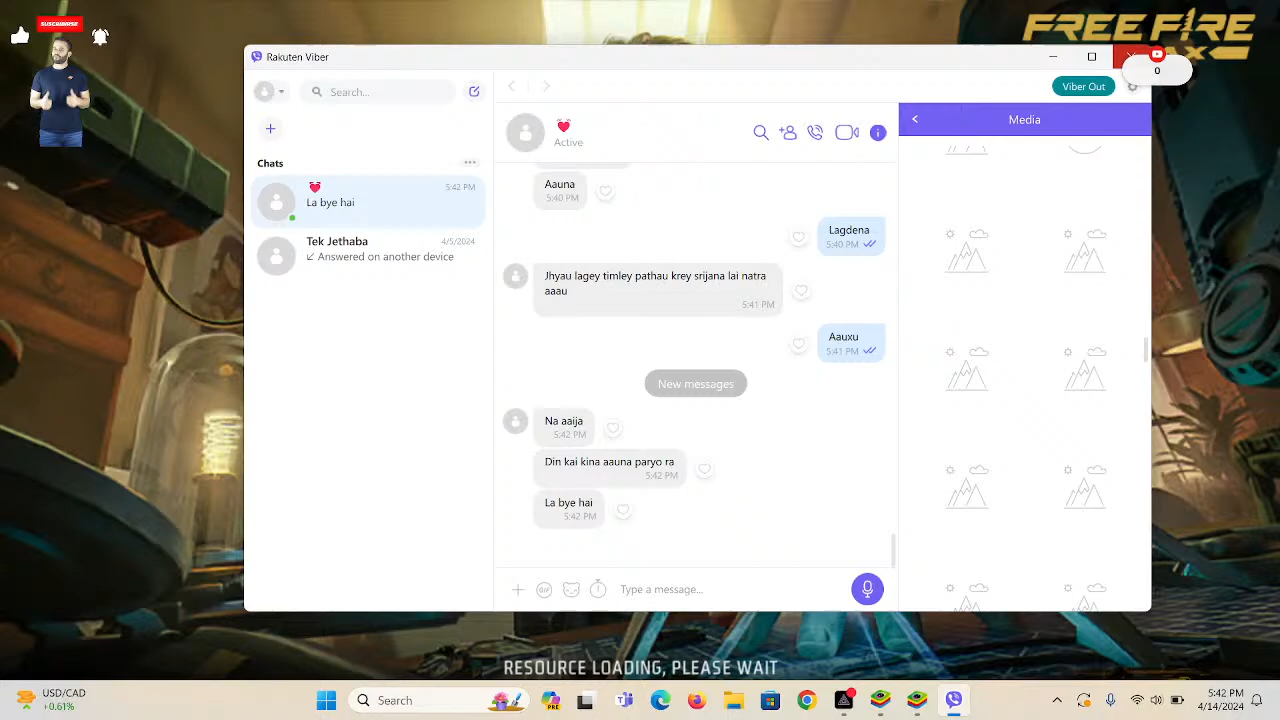 SUSCRIBIRSE
FREE FIRE
MAX
Rakuten Viber
0
Search...
Viber Out
Active
Media
Chats
5:42 PM
La bye hai
Tek Jethaba
4/5/2024
Answered on another device
Aauna
5:40 PM
Lagdena
5:40 PM
Jhyau lagey timley pathau krey srijana lai natra
aaau
5:41 PM
Aauxu
5:41 PM
New messages
Na aaija
5:42 PM
Din kai kina aauna paryo ra
5:42 PM
La bye hai
5:42 PM
GIF
Type a message...
RESOURCE LOADING, PLEASE WAIT
USD/CAD
+0.61%
Search
5:42 PM
4/14/2024